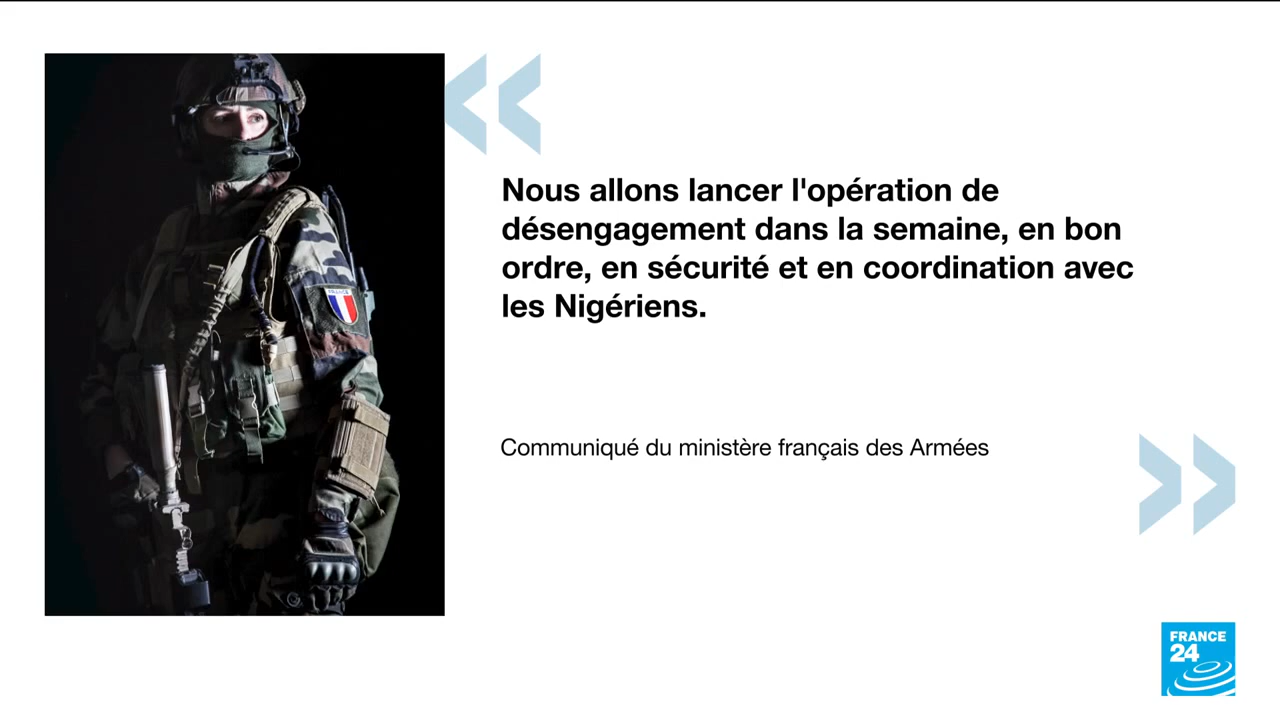 Nous allons lancer l'opération de
désengagement dans la semaine, en bon
ordre, en sécurité et en coordination avec
les Nigériens.
Communiqué du ministère français des Armées
FRANCE
FRANCE
24